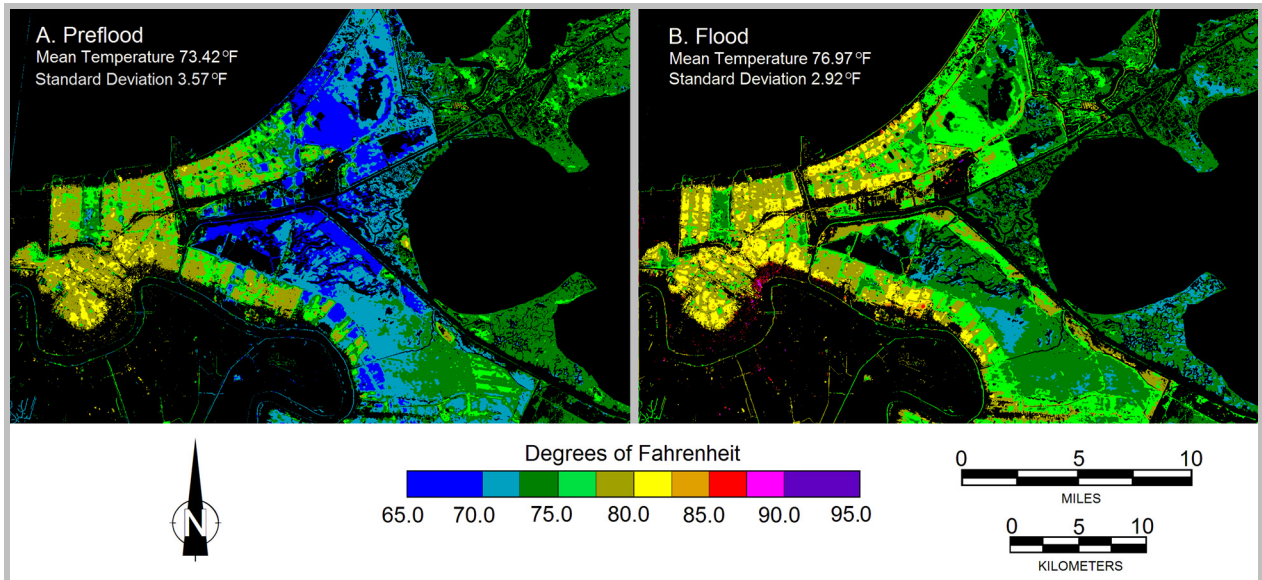 A. Preflood
Mean Temperature 73.42 °F
Standard Deviation 3.57°F
B. Flood
Mean Temperature 76.97 °F
Standard Deviation 2.92°F
Degrees of Fahrenheit
65.0 70.0 75.0 80.0 85.0 90.0 95.0
N
0 5 10
MILES
0 5 10
KILOMETERS